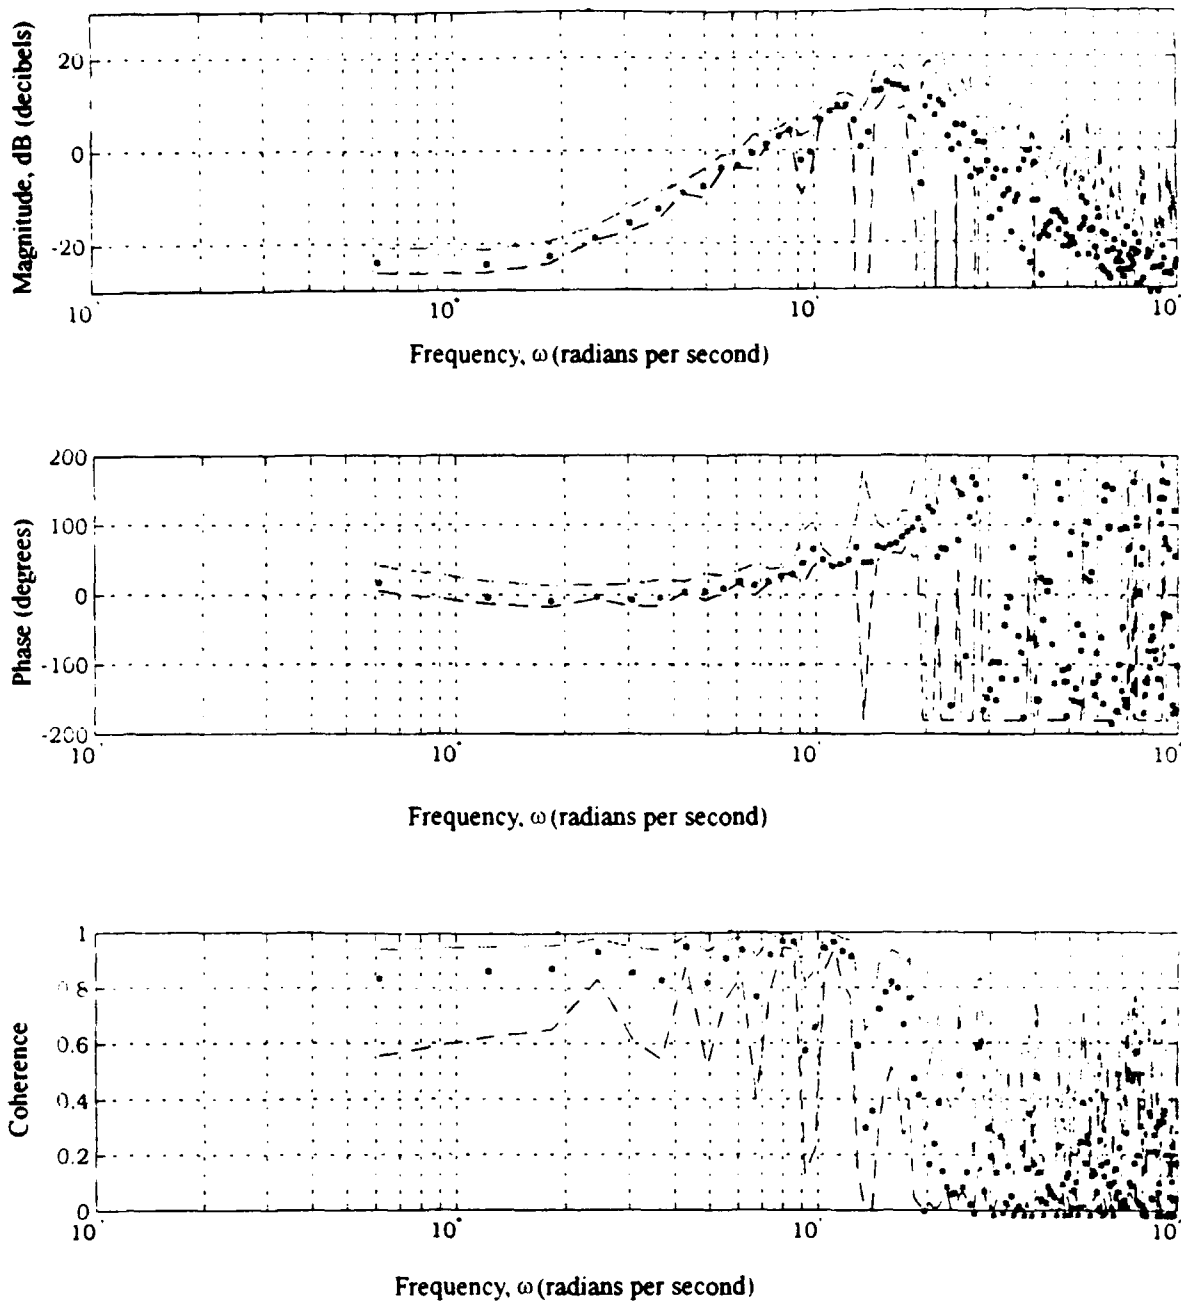 Magnitude, dB (decibels)
20
0
-20
10 10 10 10
Frequency, ω (radians per second)
Phase (degrees)
200
100
0
-100
-200
10 10 10 10
Frequency, ω (radians per second)
Coherence
1
0.8
0.6
0.4
0.2
0
10 10 10 10
Frequency, ω (radians per second)